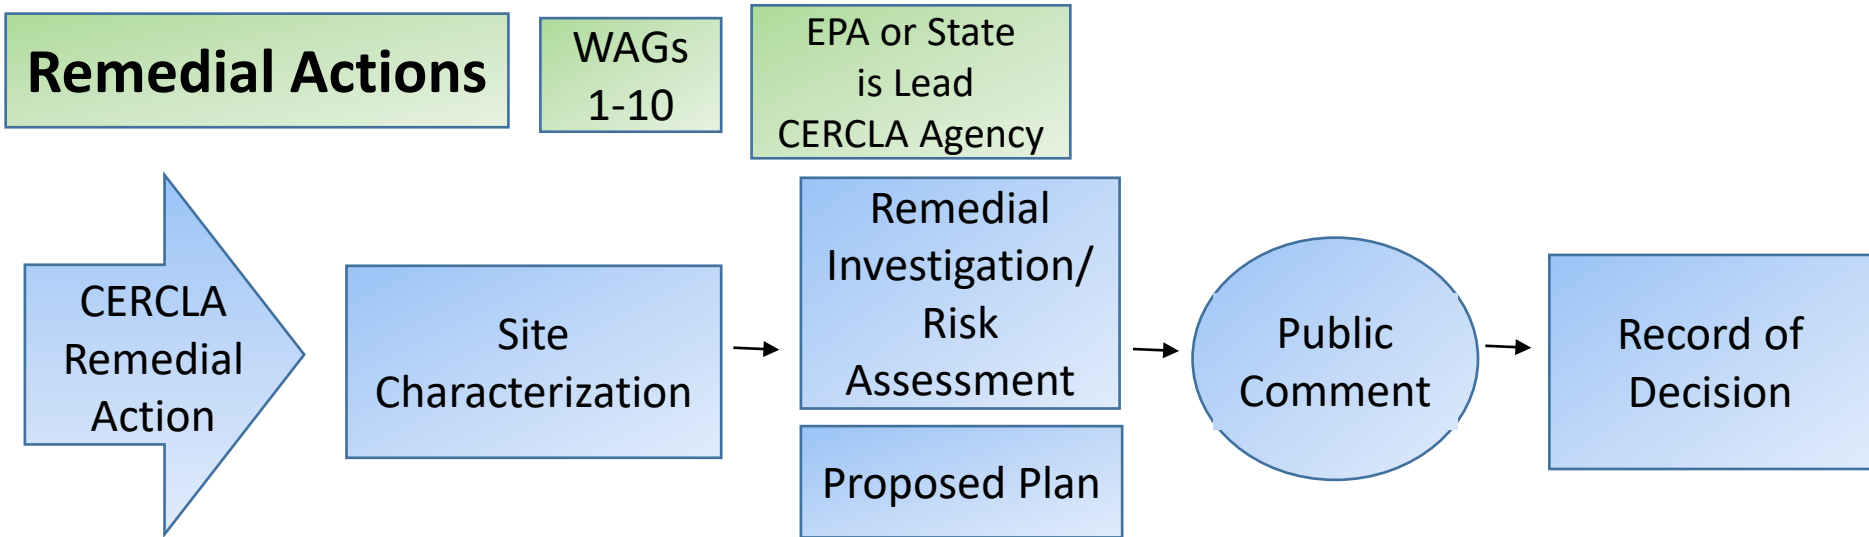 Remedial Actions
WAGs
1-10
EPA or State
is Lead
CERCLA Agency
CERCLA
Remedial
Action
Site
Characterization
Remedial
Investigation/
Risk
Assessment
Proposed Plan
Public
Comment
Record of
Decision